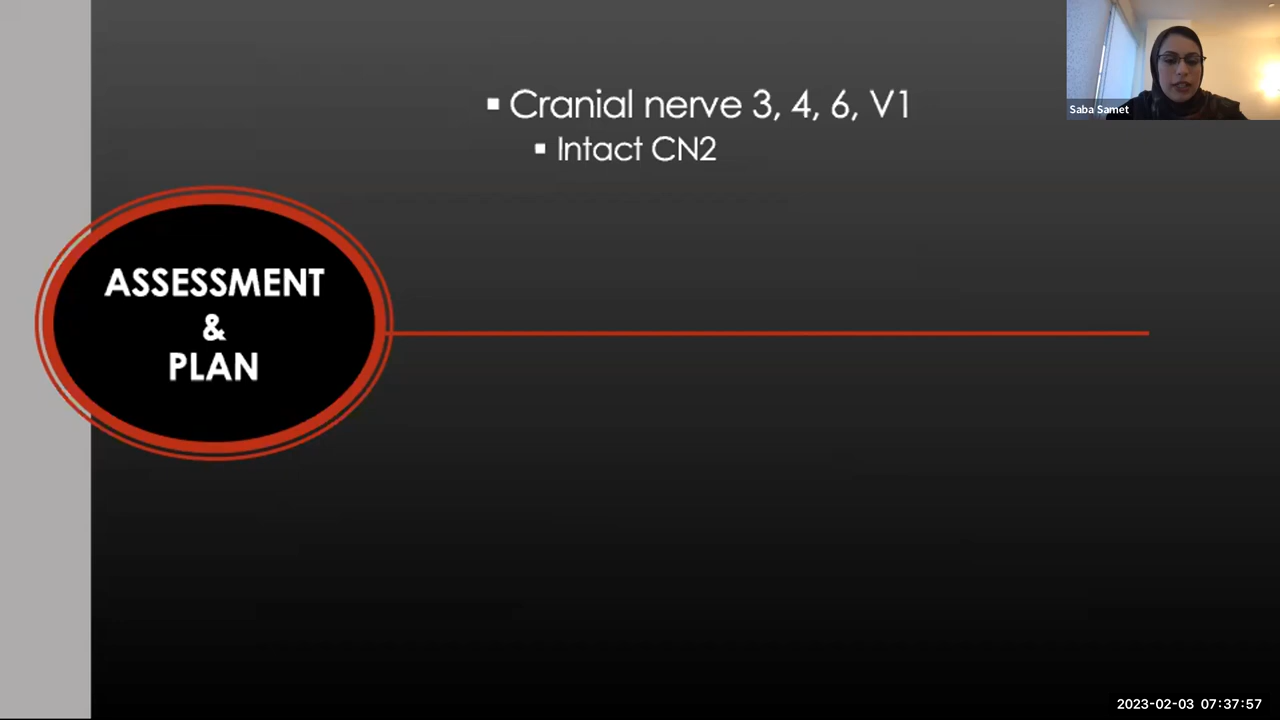 Cranial nerve 3, 4, 6, V1
Intact CN2
Saba Samet
ASSESSMENT
&
PLAN
2023-02-03 07:37:57